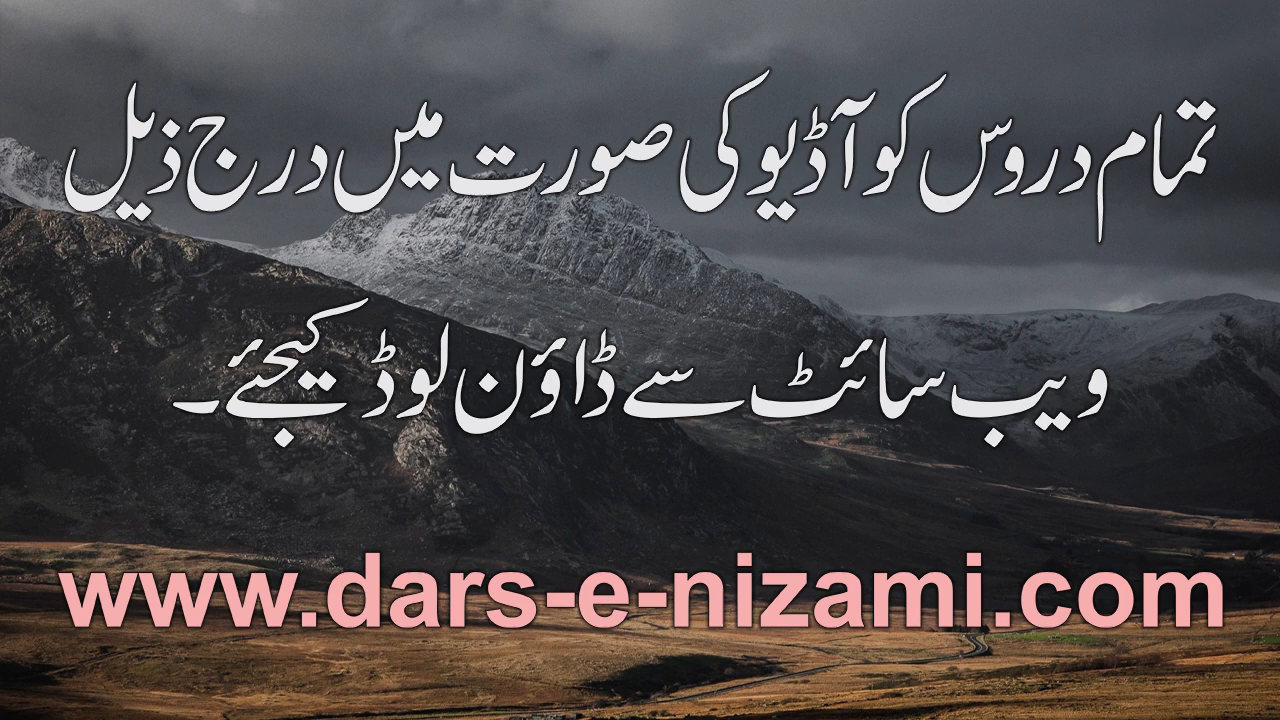 تمام دروس کو آڈیو کی صورت میں درج ذیل
ویب سائٹ سے ڈاؤن لوڈ کیجئے۔
www.dars-e-nizami.com